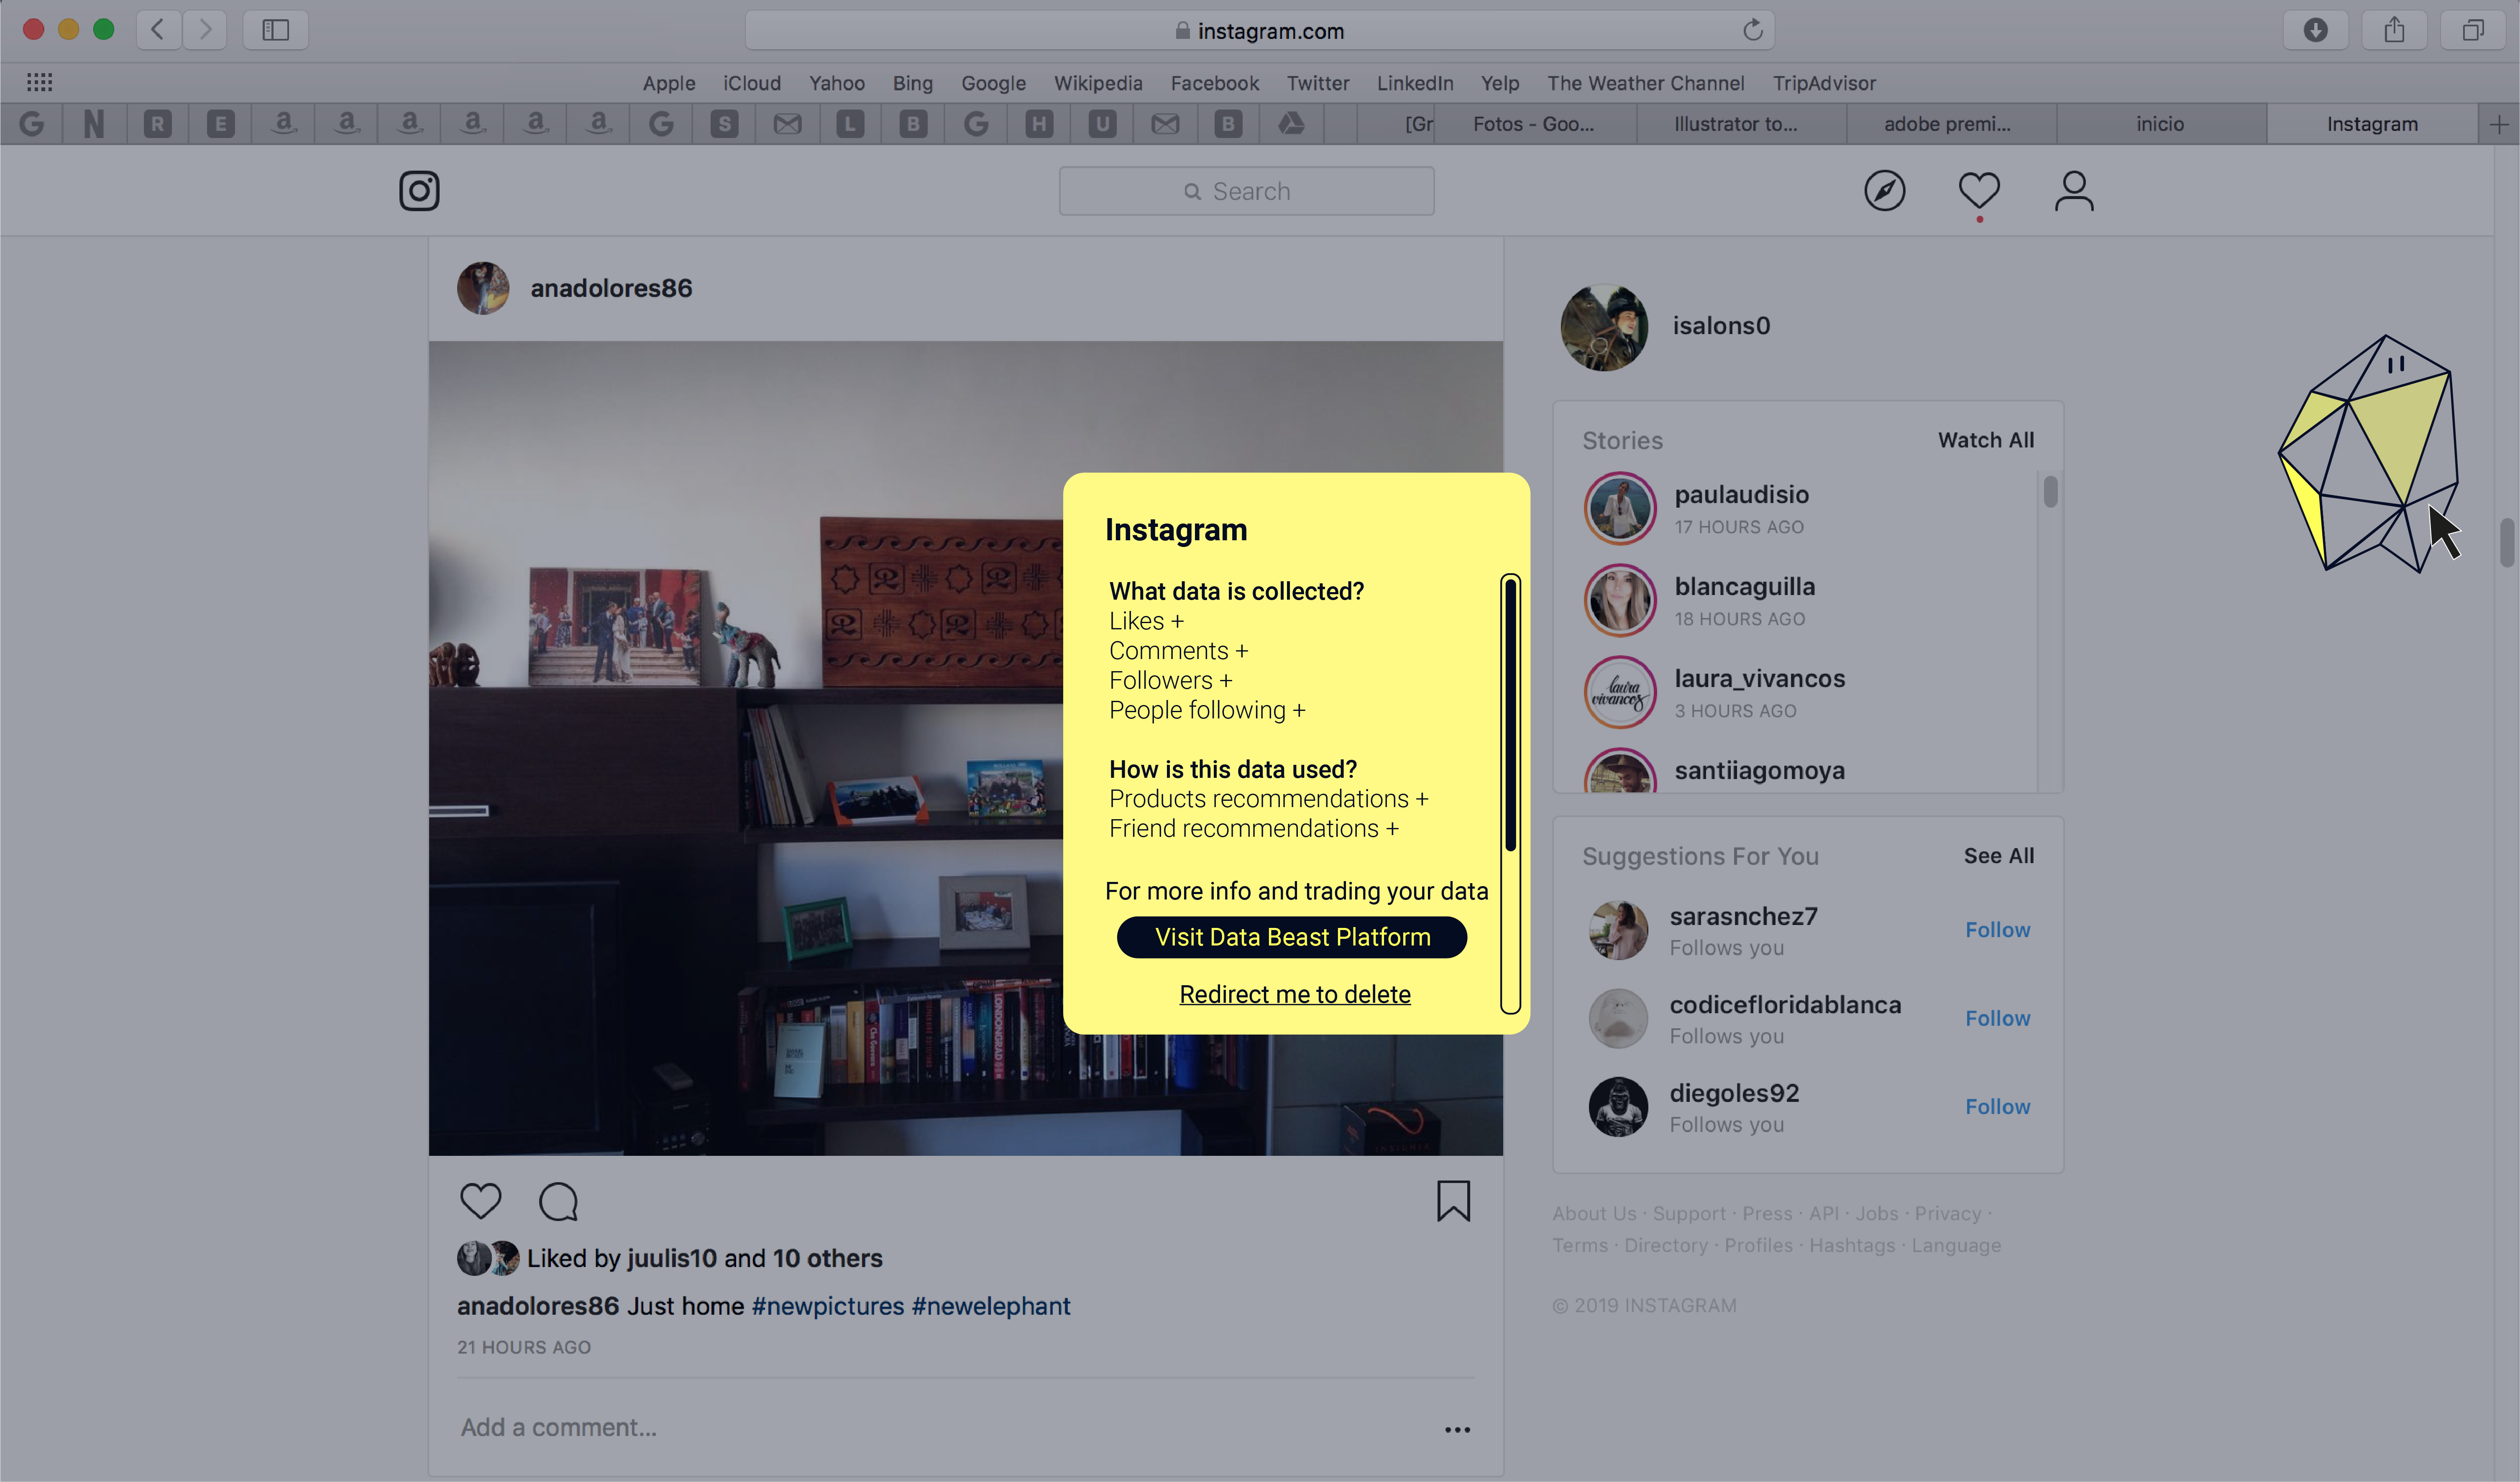 instagram.com
Apple iCloud Yahoo Bing Google Wikipedia Facebook Twitter LinkedIn Yelp The Weather Channel TripAdvisor
G N R E a a a a a a G S L B G H U B [Gr Fotos - Goo... Illustrator to... adobe premi... inicio Instagram
Search
anadolores86
isalons0
Stories Watch All
paulaudisio
17 HOURS AGO
blancaguilla
18 HOURS AGO
laura_vivancos
laura
vivancos
3 HOURS AGO
santiiagomoya
Suggestions For You See All
sarasnchez7
Follows you
Follow
codicefloridablanca
Follows you
Follow
diegoles92
Follows you
Follow
About Us · Support · Press · API · Jobs · Privacy ·
Terms · Directory · Profiles · Hashtags · Language
© 2019 INSTAGRAM
Instagram
What data is collected?
Likes +
Comments +
Followers +
People following +
How is this data used?
Products recommendations +
Friend recommendations +
For more info and trading your data
Visit Data Beast Platform
Redirect me to delete
LONDONGRAD
INSIGNIA
Liked by juulis10 and 10 others
anadolores86 Just home #newpictures #newelephant
21 HOURS AGO
Add a comment...